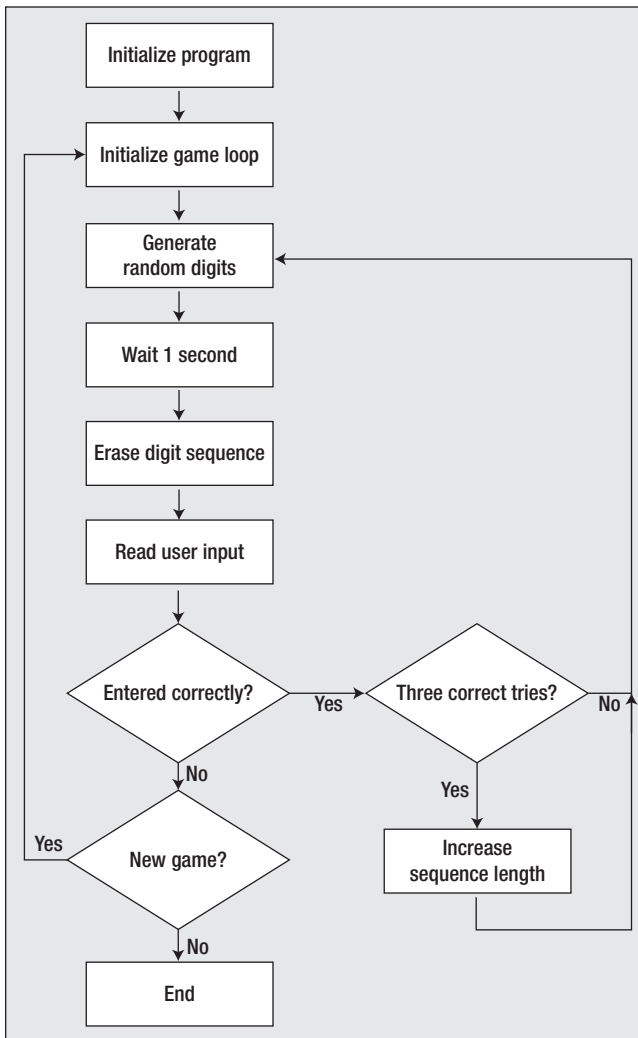 Initialize program
Initialize game loop
Generate
random digits
Wait 1 second
Erase digit sequence
Read user input
Entered correctly?
Yes
Three correct tries?
No
No
Yes
Yes
New game?
Increase
sequence length
No
End